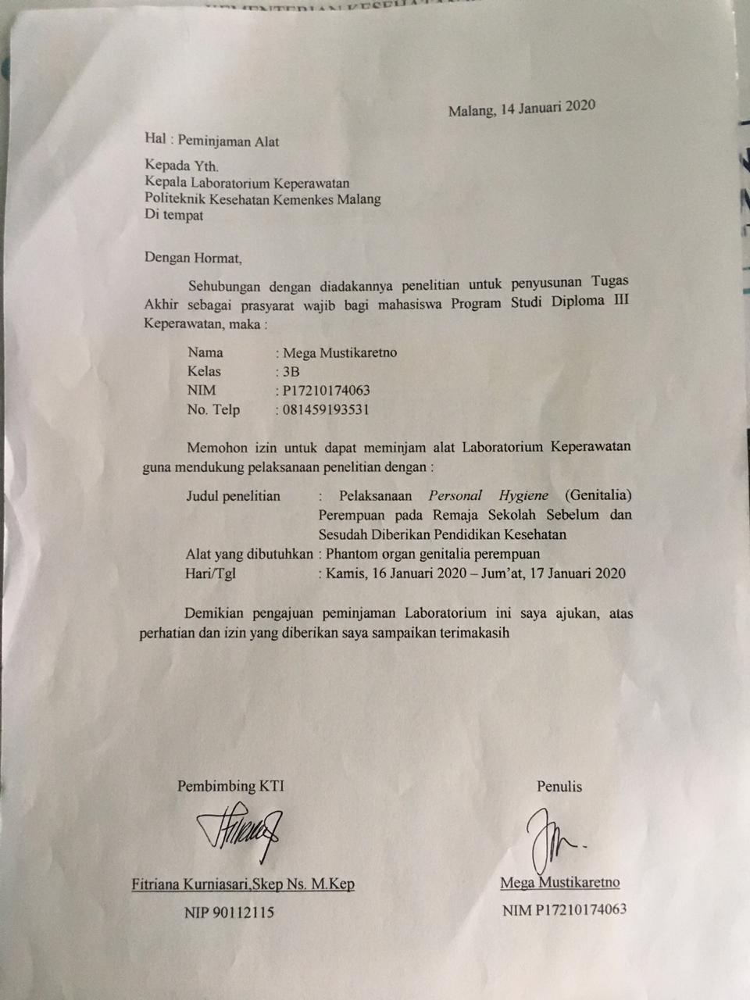 KEMENTERIAN KESEHATAN
Malang, 14 Januari 2020
Hal : Peminjaman Alat
Kepada Yth.
Kepala Laboratorium Keperawatan
Politeknik Kesehatan Kemenkes Malang
Di tempat
Dengan Hormat,
Sehubungan dengan diadakannya penelitian untuk penyusunan Tugas
Akhir sebagai prasyarat wajib bagi mahasiswa Program Studi Diploma III
Keperawatan, maka :
Nama : Mega Mustikaretno
Kelas : 3B
NIM : P17210174063
No. Telp : 081459193531
Memohon izin untuk dapat meminjam alat Laboratorium Keperawatan
guna mendukung pelaksanaan penelitian dengan :
Judul penelitian : Pelaksanaan Personal Hygiene (Genitalia)
Perempuan pada Remaja Sekolah Sebelum dan
Sesudah Diberikan Pendidikan Kesehatan
Alat yang dibutuhkan : Phantom organ genitalia perempuan
Hari/Tgl : Kamis, 16 Januari 2020 – Jum’at, 17 Januari 2020
Demikian pengajuan peminjaman Laboratorium ini saya ajukan, atas
perhatian dan izin yang diberikan saya sampaikan terimakasih
Pembimbing KTI Penulis
Fitriana Kurniasari,Skep Ns. M.Kep Mega Mustikaretno
NIP 90112115 NIM P17210174063